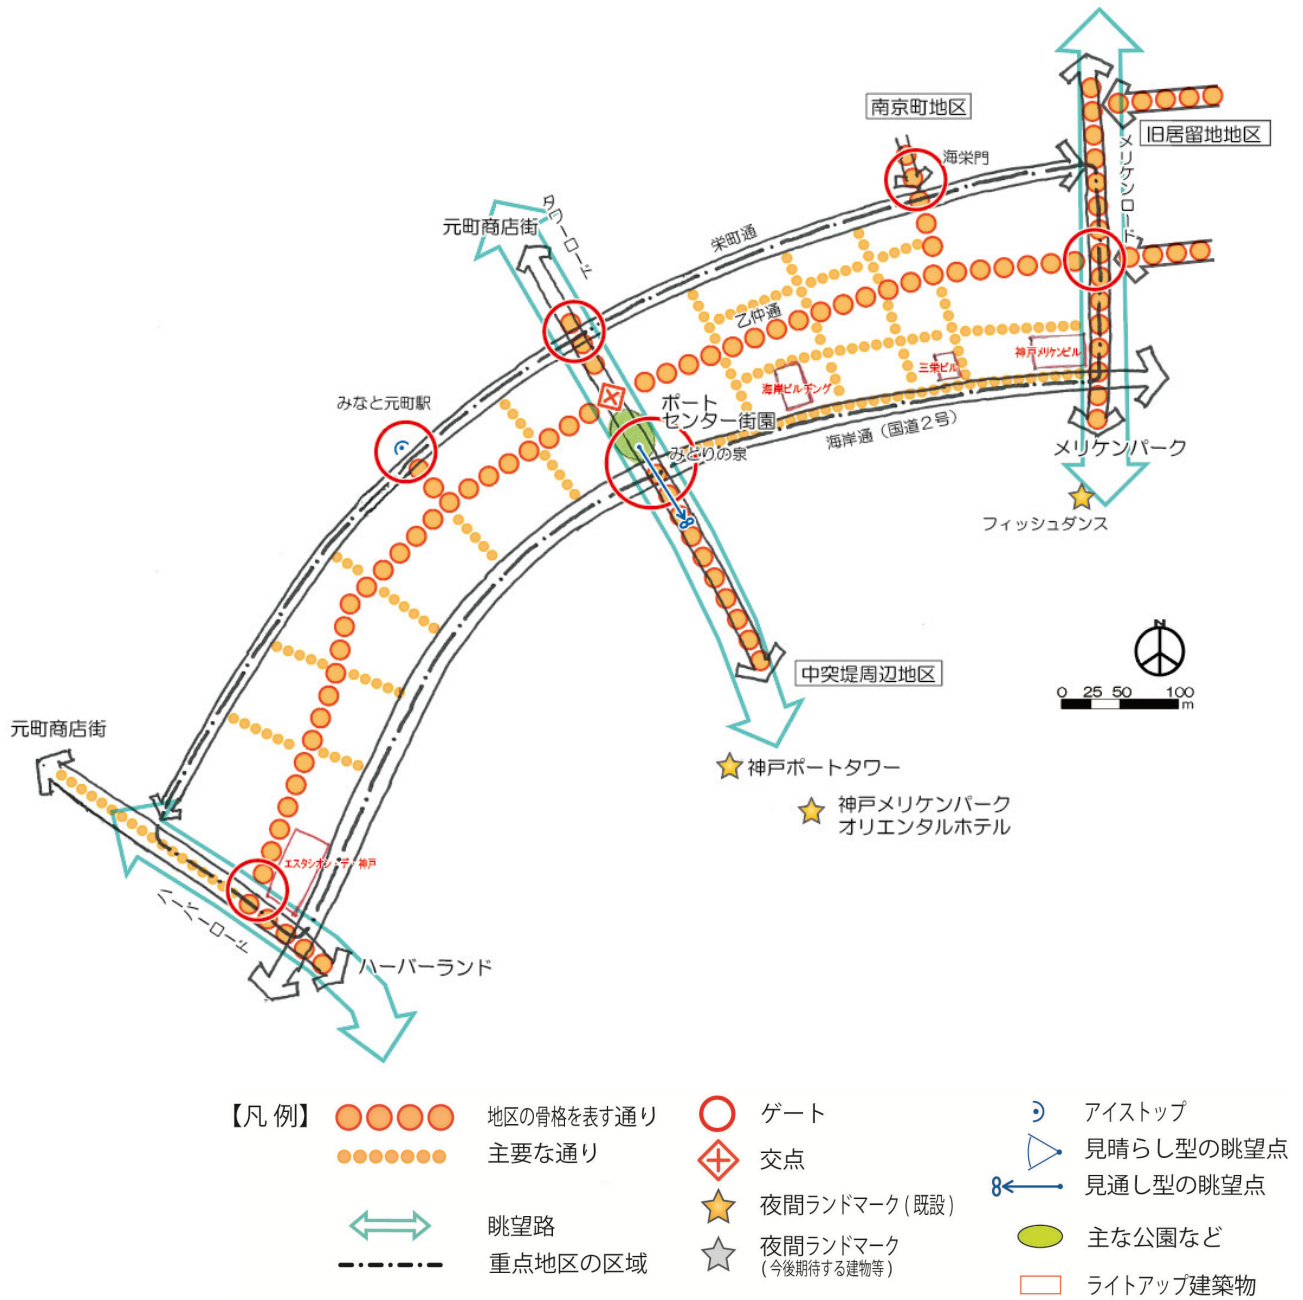 南京町地区
海栄門
旧居留地地区
メリケンロード
元町商店街
タワーロード
栄町通
乙仲通
神戸メリケンビル
三栄ビル
海岸ビルヂング
みなと元町駅
ポート
センター街園
みどりの泉
海岸通（国道２号）
メリケンパーク
フィッシュダンス
N
中突堤周辺地区
0 25 50 100
m
元町商店街
神戸ポートタワー
神戸メリケンパーク
オリエンタルホテル
エスタシオン・デ・神戸
ハーバーロード
ハーバーランド
【凡 例】
地区の骨格を表す通り
主要な通り
眺望路
重点地区の区域
ゲート
交点
夜間ランドマーク ( 既設 )
夜間ランドマーク
( 今後期待する建物等 )
アイストップ
見晴らし型の眺望点
見通し型の眺望点
主な公園など
ライトアップ建築物